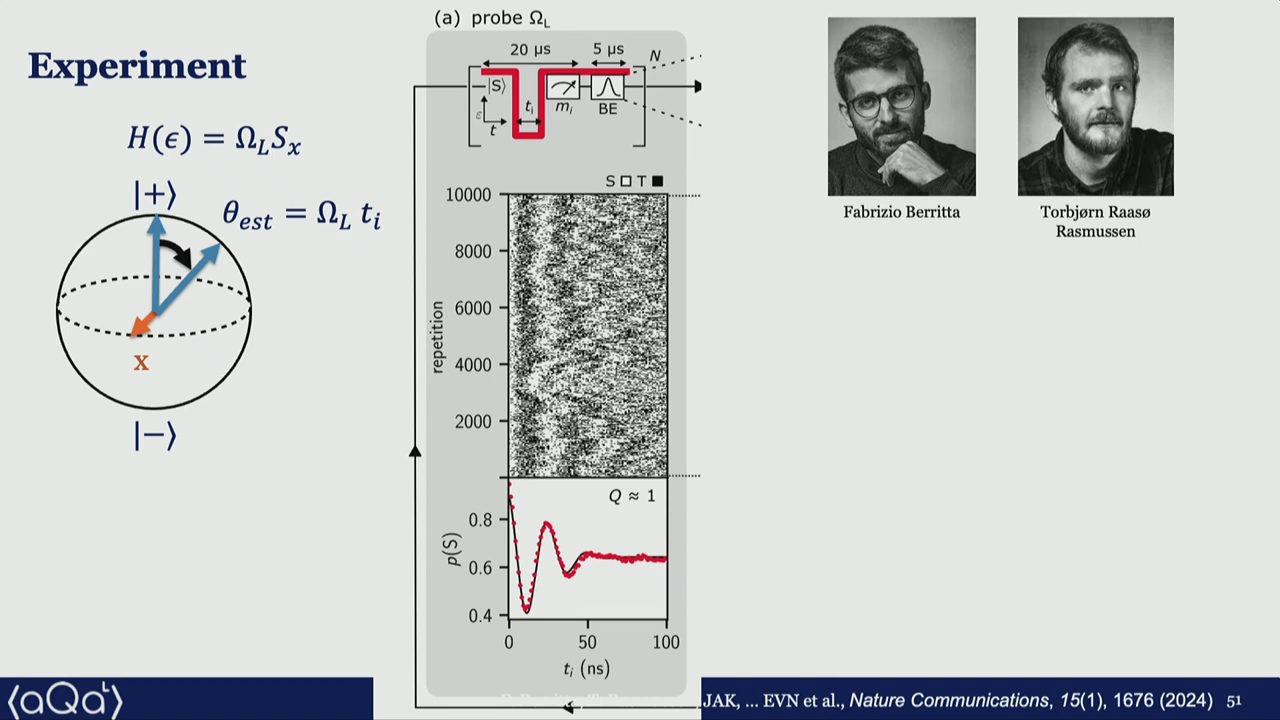 Experiment
H(ϵ) = Ω_L S_x
|+⟩
θ_est = Ω_L t_i
x
|−⟩
(a) probe Ω_L
20 µs
5 µs
N
|S⟩
ε
t
t_i
m_i
BE
S T
10000
8000
6000
4000
2000
repetition
Q ≈ 1
0.8
0.6
0.4
p(S)
0 50 100
t_i (ns)
Fabrizio Berritta
Torbjørn Raasø
Rasmussen
⟨aQa^L⟩
JAK, ... EVN et al., Nature Communications, 15(1), 1676 (2024) 51